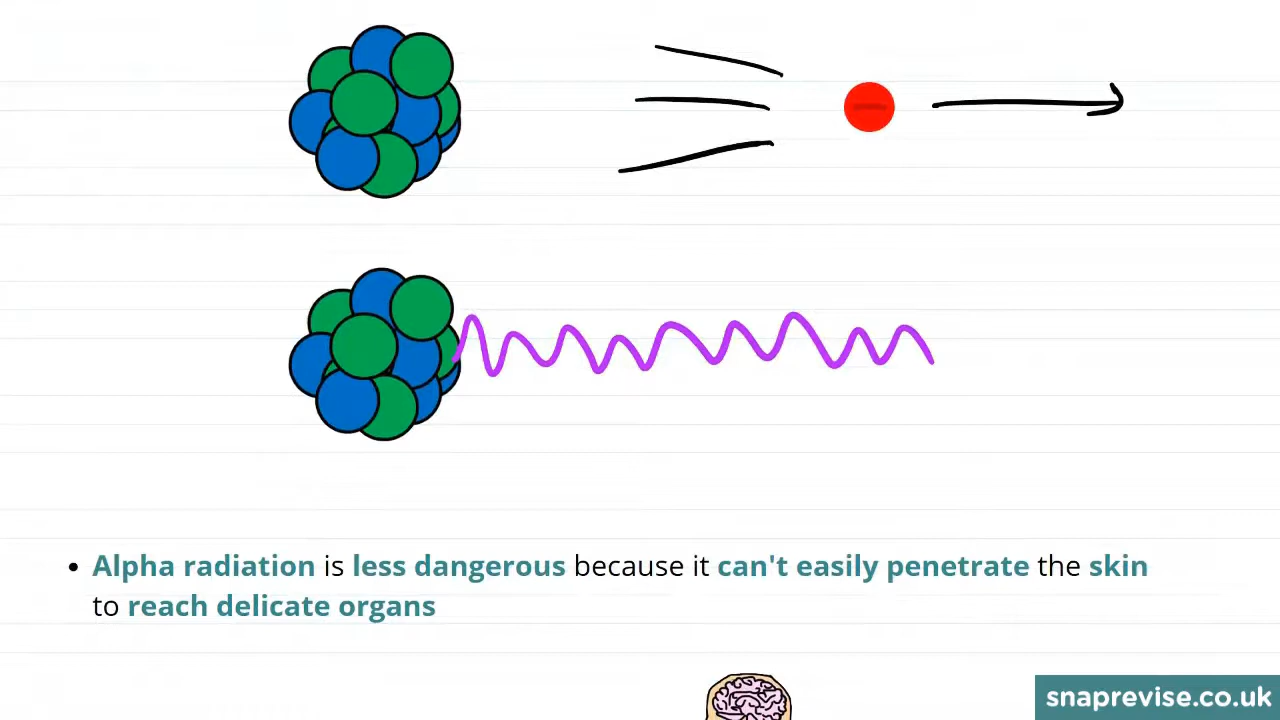 • Alpha radiation is less dangerous because it can't easily penetrate the skin
to reach delicate organs
snaprevise.co.uk